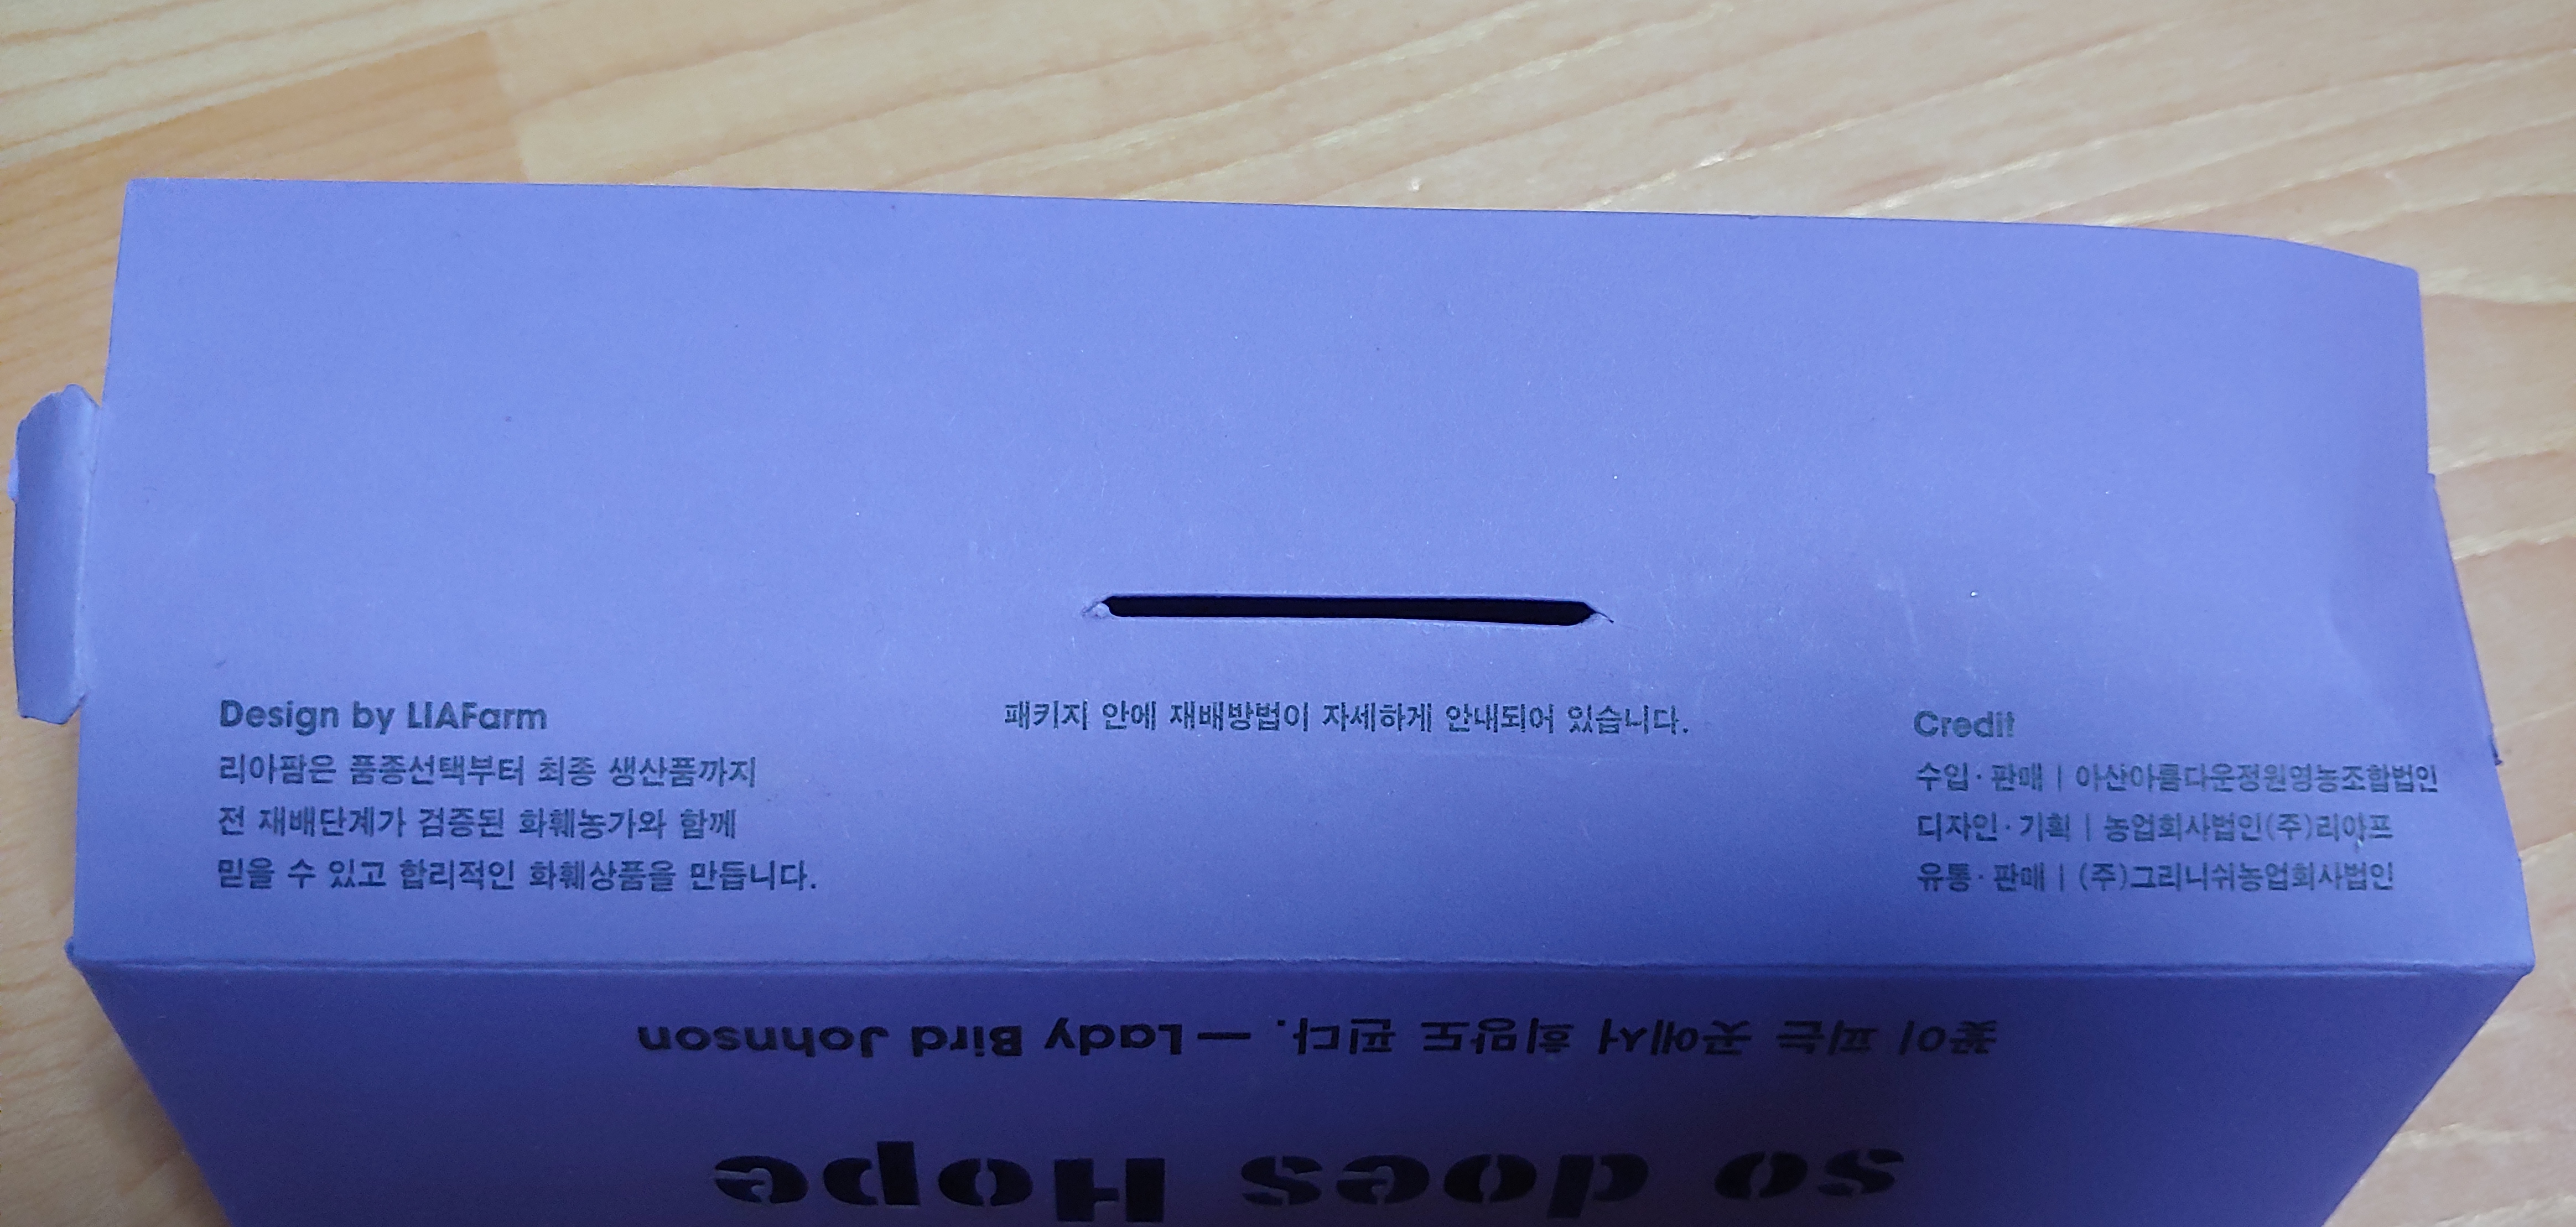 Design by LIAFarm
리아팜은 품종선택부터 최종 생산품까지
전 재배단계가 검증된 화훼농가와 함께
믿을 수 있고 합리적인 화훼상품을 만듭니다.
패키지 안에 재배방법이 자세하게 안내되어 있습니다.
Credit
수입·판매 | 아산아름다운정원영농조합법인
디자인·기획 | 농업회사법인(주)리아프
유통·판매 | (주)그리니쉬농업회사법인
꽃이 피는 곳에서 희망도 핀다. — Lady Bird Johnson
so does Hope